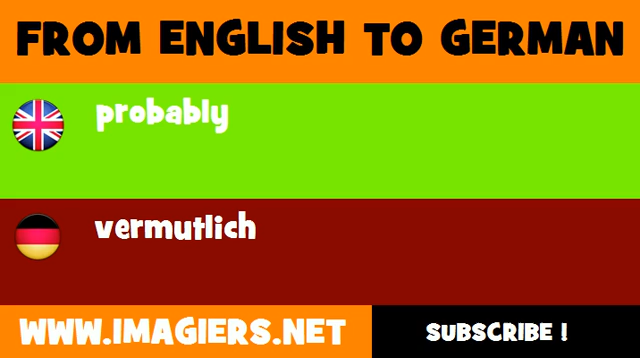 FROM ENGLISH TO GERMAN
probably
vermutlich
WWW.IMAGIERS.NET
SUBSCRIBE !